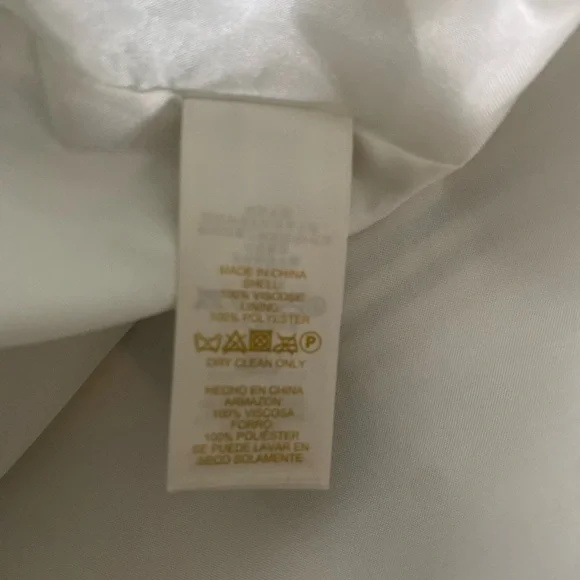 MADE IN CHINA
SHELL:
100% VISCOSE
LINING:
100% POLYESTER
P
DRY CLEAN ONLY
HECHO EN CHINA
ARMAZON:
100% VISCOSA
FORRO:
100% POLIÉSTER
SE PUEDE LAVAR EN
SECO SOLAMENTE